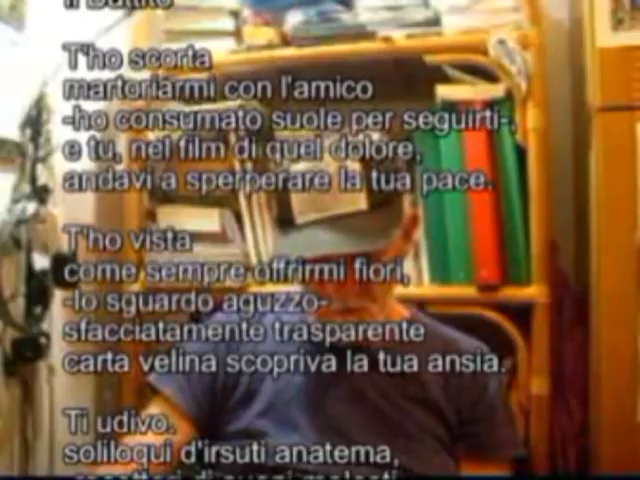 Il Dubito
T'ho scorta
martoriarmi con l'amico
-ho consumato suole per seguirti-,
e tu, nel film di quel dolore,
andavi a sperperare la tua pace.
T'ho vista
come sempre offrirmi fiori,
-lo sguardo aguzzo-
sfacciatamente trasparente
carta velina scopriva la tua ansia.
Ti udivo,
soliloqui d'irsuti anatema,